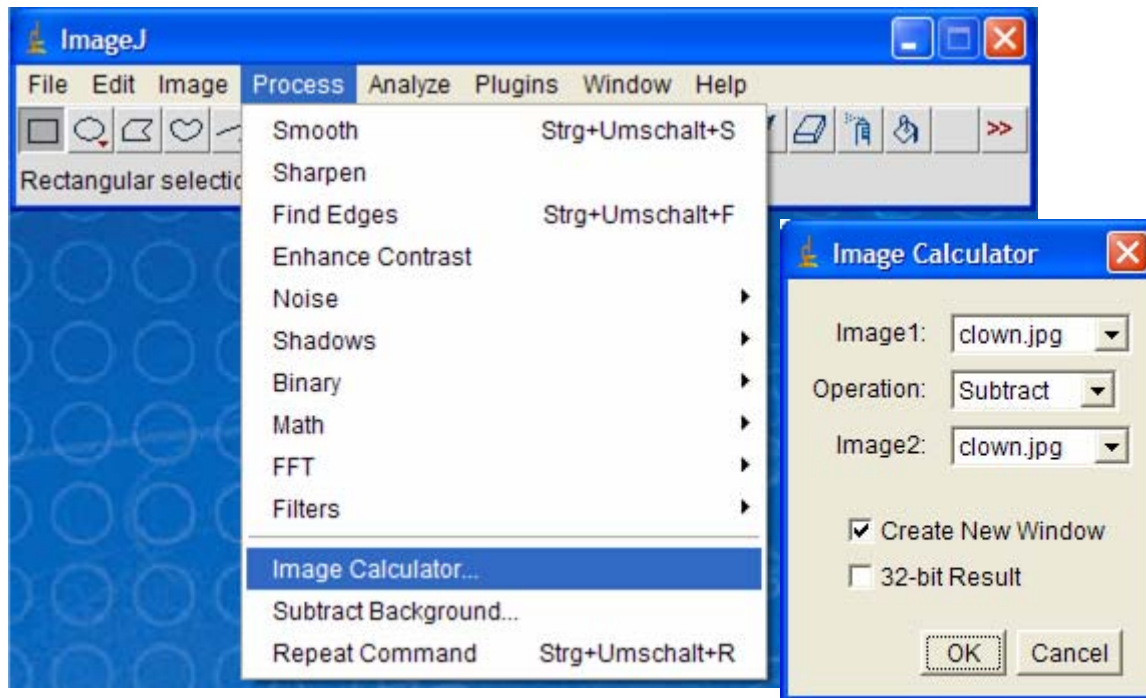 ImageJ
File Edit Image Process Analyze Plugins Window Help
>>
Rectangular selectio
Smooth Strg+Umschalt+S
Sharpen
Find Edges Strg+Umschalt+F
Enhance Contrast
Noise
Shadows
Binary
Math
FFT
Filters
Image Calculator...
Subtract Background...
Repeat Command Strg+Umschalt+R
Image Calculator
Image1: clown.jpg
Operation: Subtract
Image2: clown.jpg
Create New Window
32-bit Result
OK Cancel